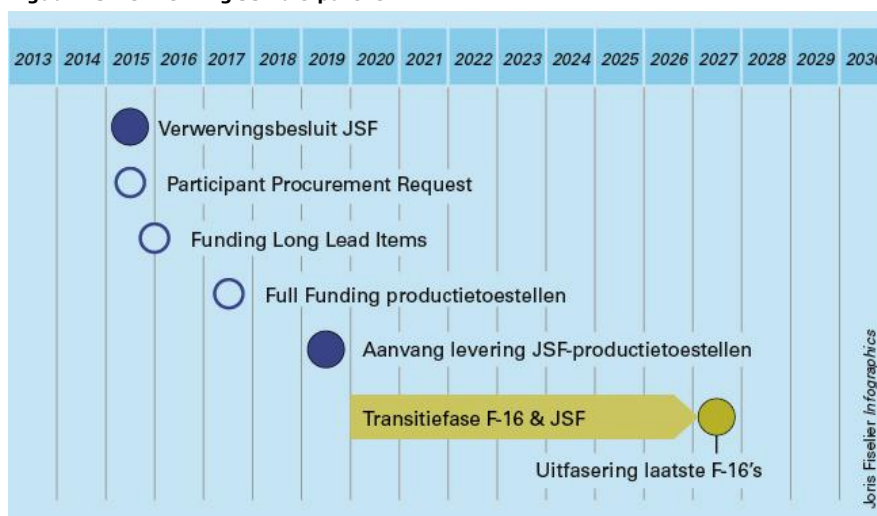 2013 2014 2015 2016 2017 2018 2019 2020 2021 2022 2023 2024 2025 2026 2027 2028 2029
Verwervingsbesluit JSF
Participant Procurement Request
Funding Long Lead Items
Full Funding productietoestellen
Aanvang levering JSF-productietoestellen
Transitiefase F-16 & JSF
Uitfasering laatste F-16's
Joris Fiselier Infographics